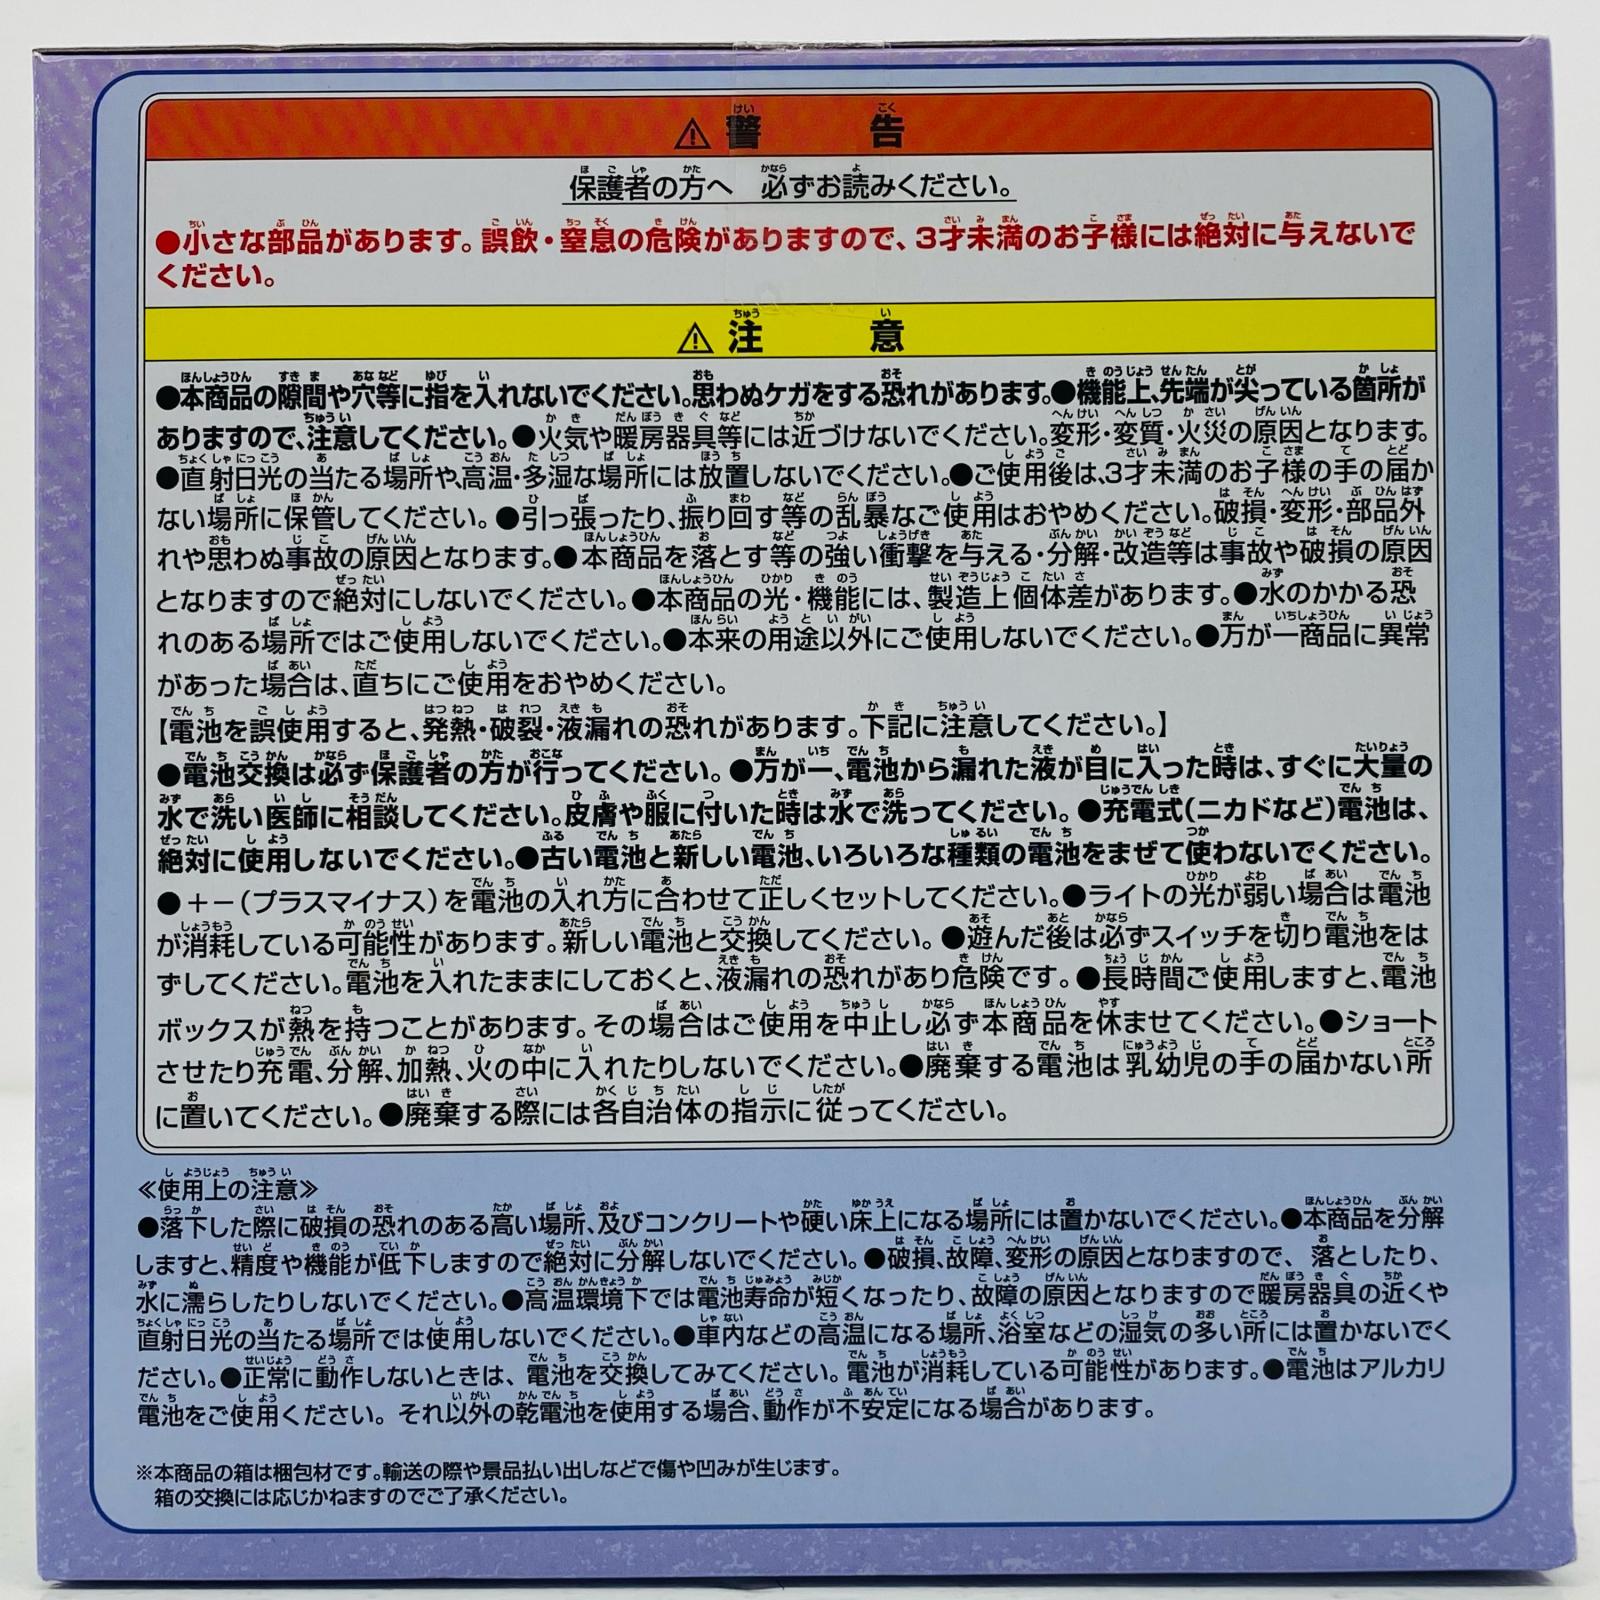 ⚠警告
保護者の方へ 必ずお読みください。
●小さな部品があります。誤飲・窒息の危険がありますので、3才未満のお子様には絶対に与えないで
ください。
⚠注意
●本商品の隙間や穴等に指を入れないでください。思わぬケガをする恐れがあります。●機能上、先端が尖っている箇所が
ありますので、注意してください。●火気や暖房器具等には近づけないでください。変形・変質・火災の原因となります。
●直射日光の当たる場所や、高温・多湿な場所には放置しないでください。●ご使用後は、3才未満のお子様の手の届か
ない場所に保管してください。●引っ張ったり、振り回す等の乱暴なご使用はおやめください。破損・変形・部品外
れや思わぬ事故の原因となります。●本商品を落とす等の強い衝撃を与える・分解・改造等は事故や破損の原因
となりますので絶対にしないでください。●本商品の光・機能には、製造上個体差があります。●水のかかる恐
れのある場所ではご使用しないでください。●本来の用途以外にご使用しないでください。●万が一商品に異常
があった場合は、直ちにご使用をおやめください。
【電池を誤使用すると、発熱・破裂・液漏れの恐れがあります。下記に注意してください。】
●電池交換は必ず保護者の方が行ってください。●万が一、電池から漏れた液が目に入った時は、すぐに大量の
水で洗い医師に相談してください。皮膚や服に付いた時は水で洗ってください。●充電式(ニカドなど)電池は、
絶対に使用しないでください。●古い電池と新しい電池、いろいろな種類の電池をまぜて使わないでください。
●+−(プラスマイナス)を電池の入れ方に合わせて正しくセットしてください。●ライトの光が弱い場合は電池
が消耗している可能性があります。新しい電池と交換してください。●遊んだ後は必ずスイッチを切り電池をは
ずしてください。電池を入れたままにしておくと、液漏れの恐れがあり危険です。●長時間ご使用しますと、電池
ボックスが熱を持つことがあります。その場合はご使用を中止し必ず本商品を休ませてください。●ショート
させたり充電、分解、加熱、火の中に入れたりしないでください。●廃棄する電池は乳幼児の手の届かない所
に置いてください。●廃棄する際には各自治体の指示に従ってください。
≪使用上の注意≫
●落下した際に破損の恐れのある高い場所、及びコンクリートや硬い床上になる場所には置かないでください。●本商品を分解
しますと、精度や機能が低下しますので絶対に分解しないでください。●破損、故障、変形の原因となりますので、落としたり、
水に濡らしたりしないでください。●高温環境下では電池寿命が短くなったり、故障の原因となりますので暖房器具の近くや
直射日光の当たる場所では使用しないでください。●車内などの高温になる場所、浴室などの湿気の多い所には置かないでく
ださい。●正常に動作しないときは、電池を交換してみてください。電池が消耗している可能性があります。●電池はアルカリ
電池をご使用ください。それ以外の乾電池を使用する場合、動作が不安定になる場合があります。
※本商品の箱は梱包材です。輸送の際や景品払い出しなどで傷や凹みが生じます。
箱の交換には応じかねますのでご了承ください。